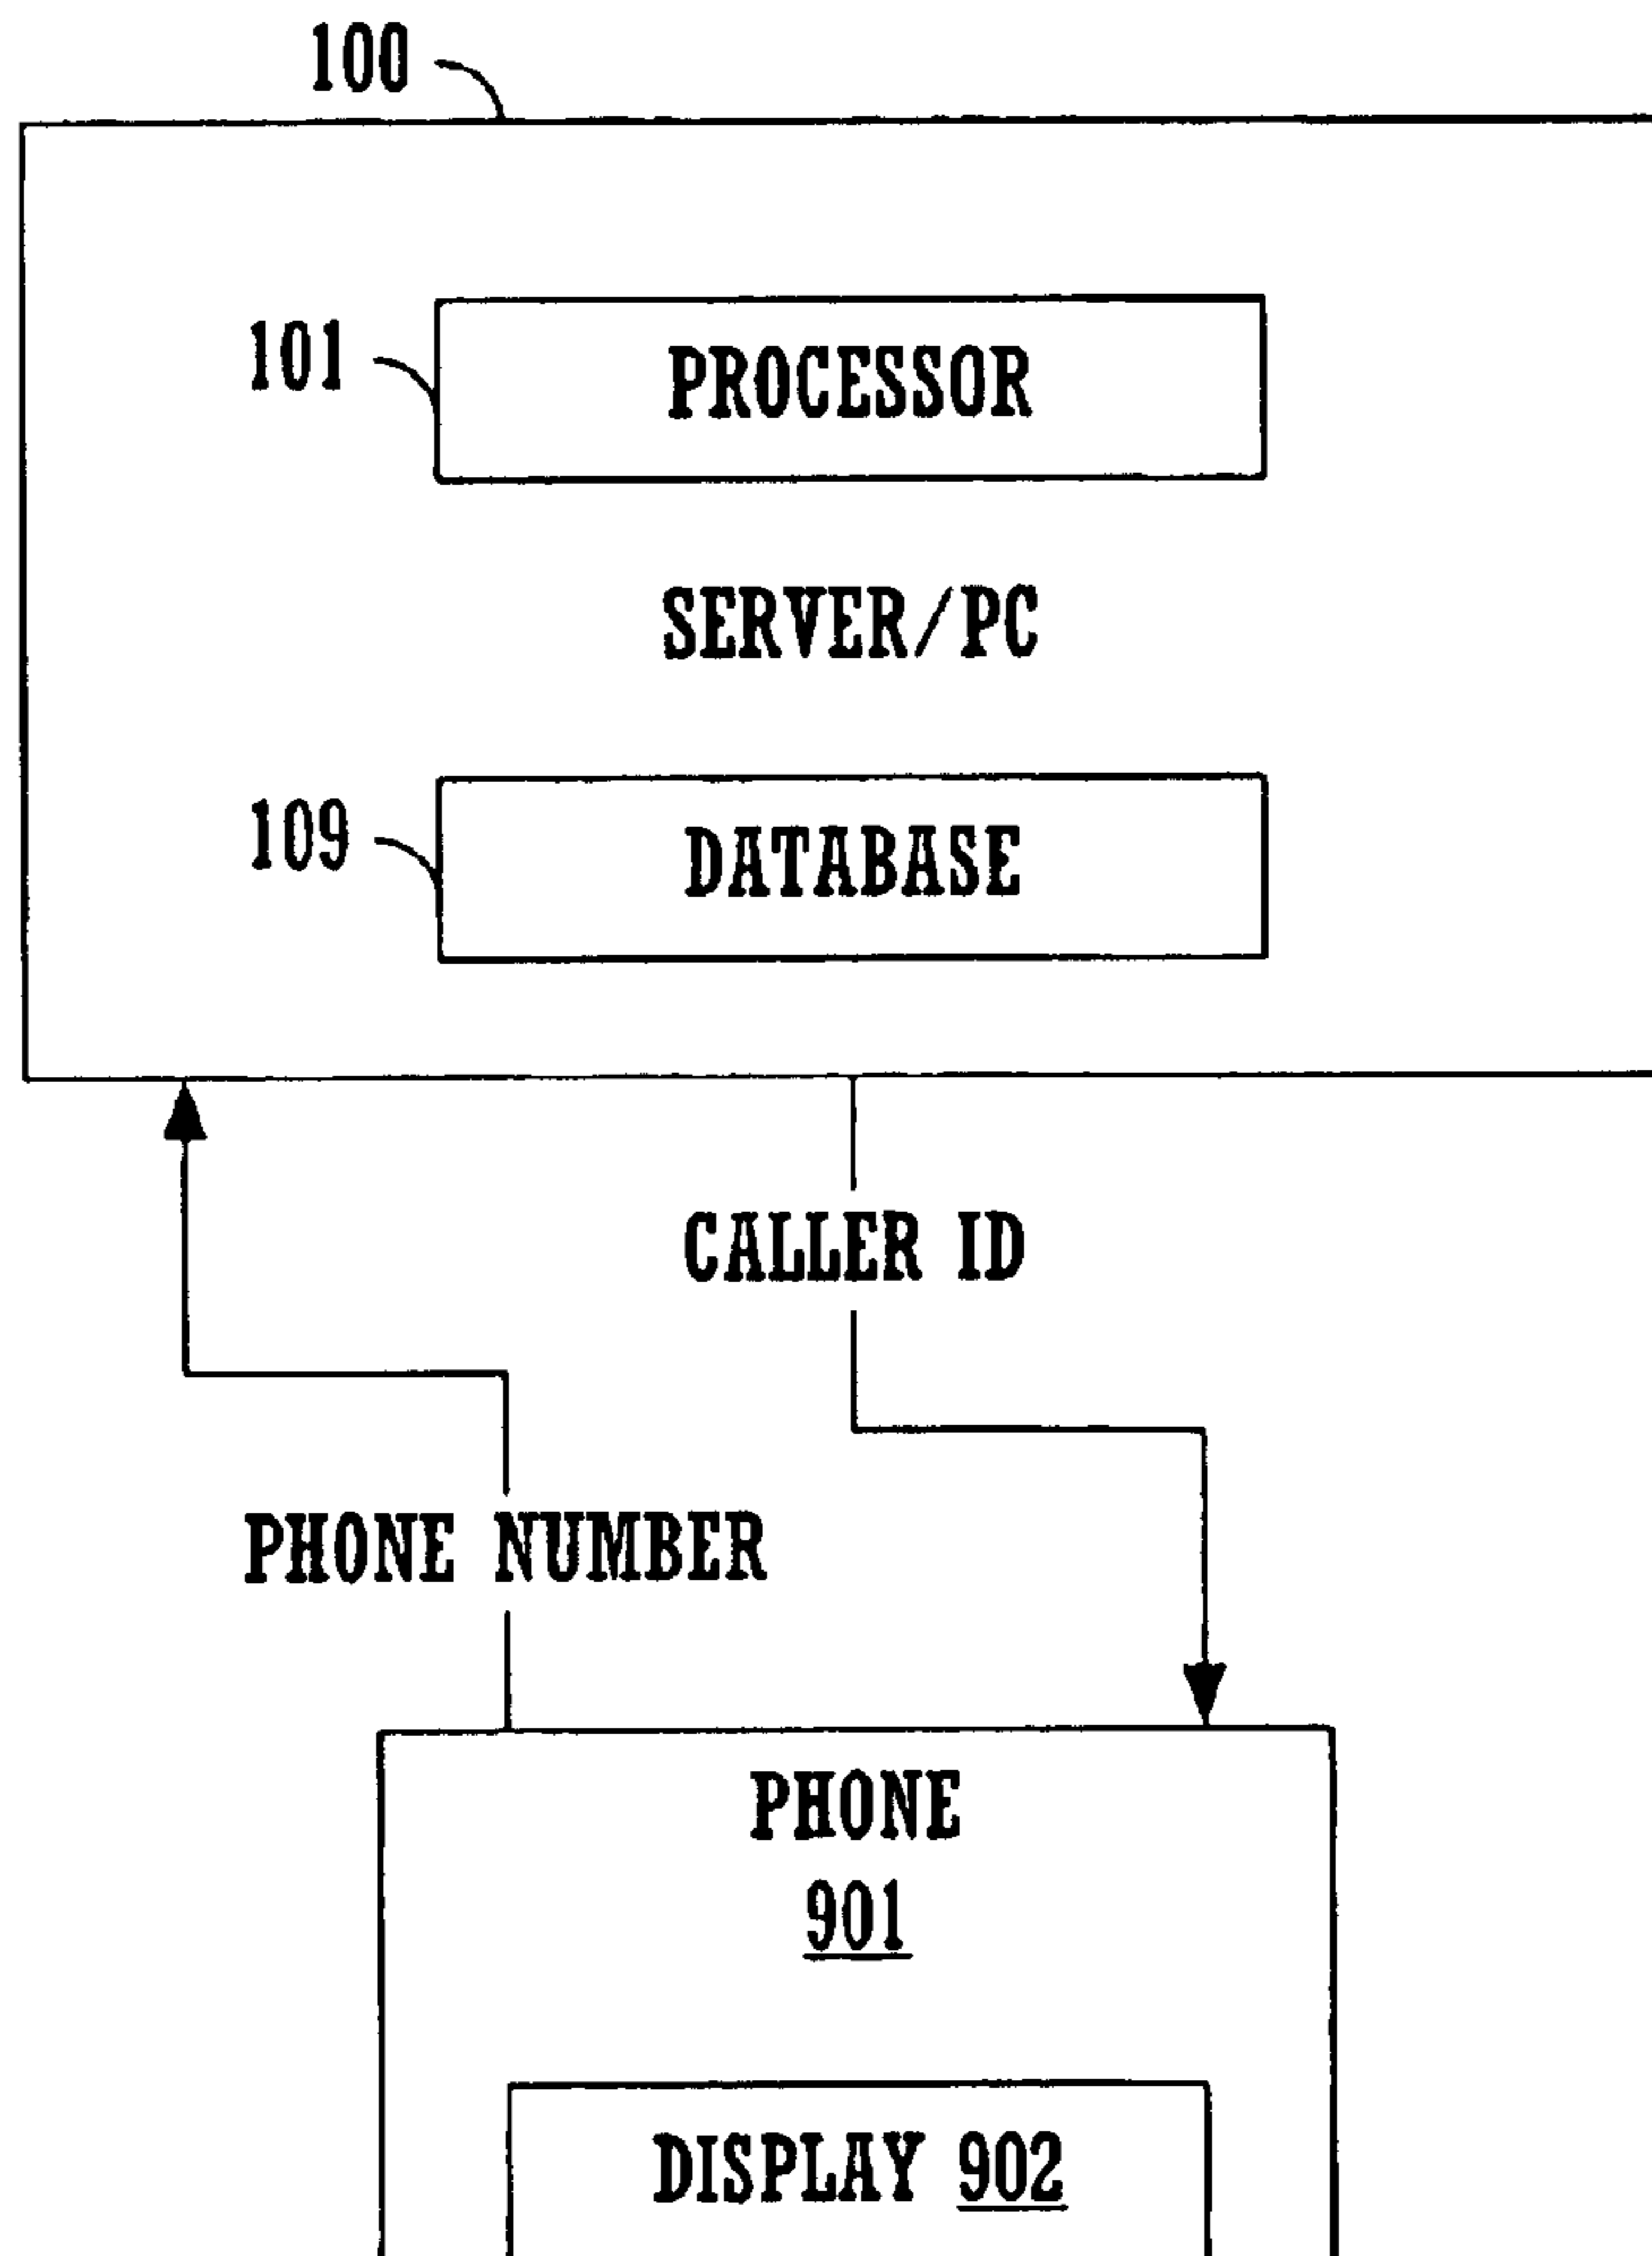 100
101
PROCESSOR
SERVER/PC
109
DATABASE
CALLER ID
PHONE NUMBER
PHONE
901
DISPLAY 902